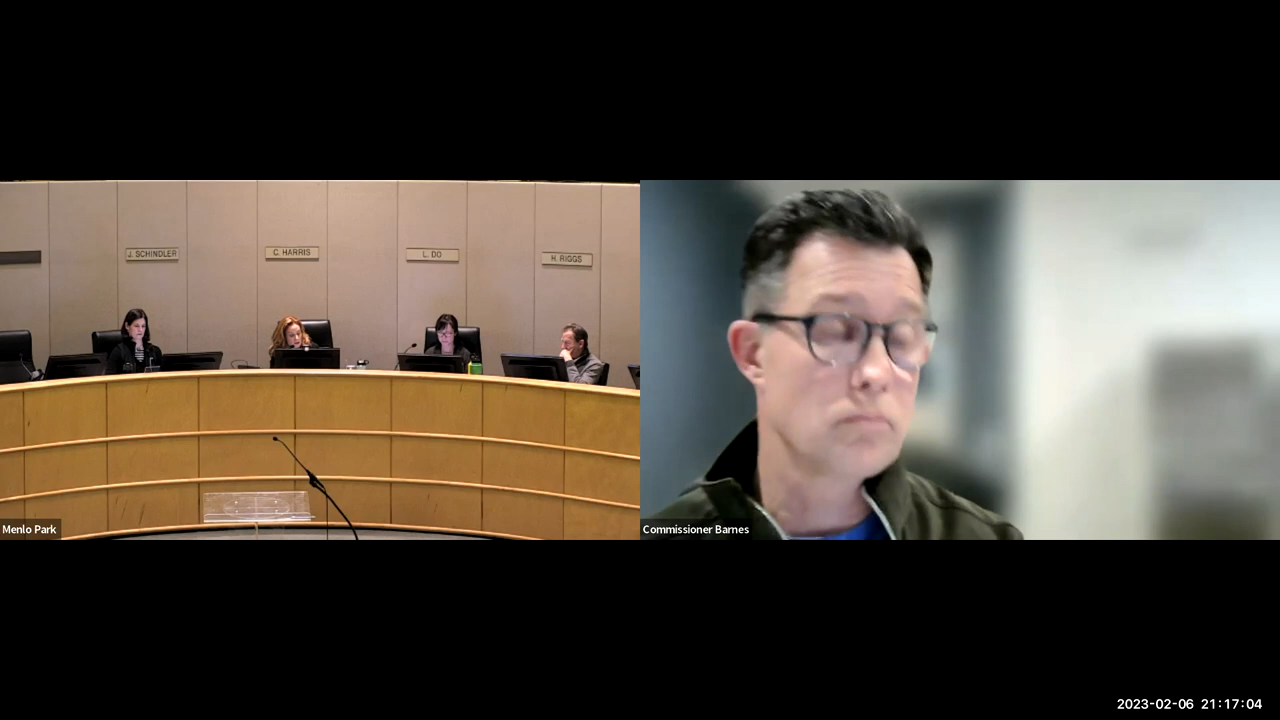 J. SCHINDLER
C. HARRIS
L. DO
H. RIGGS
Menlo Park
Commissioner Barnes
2023-02-06 21:17:04